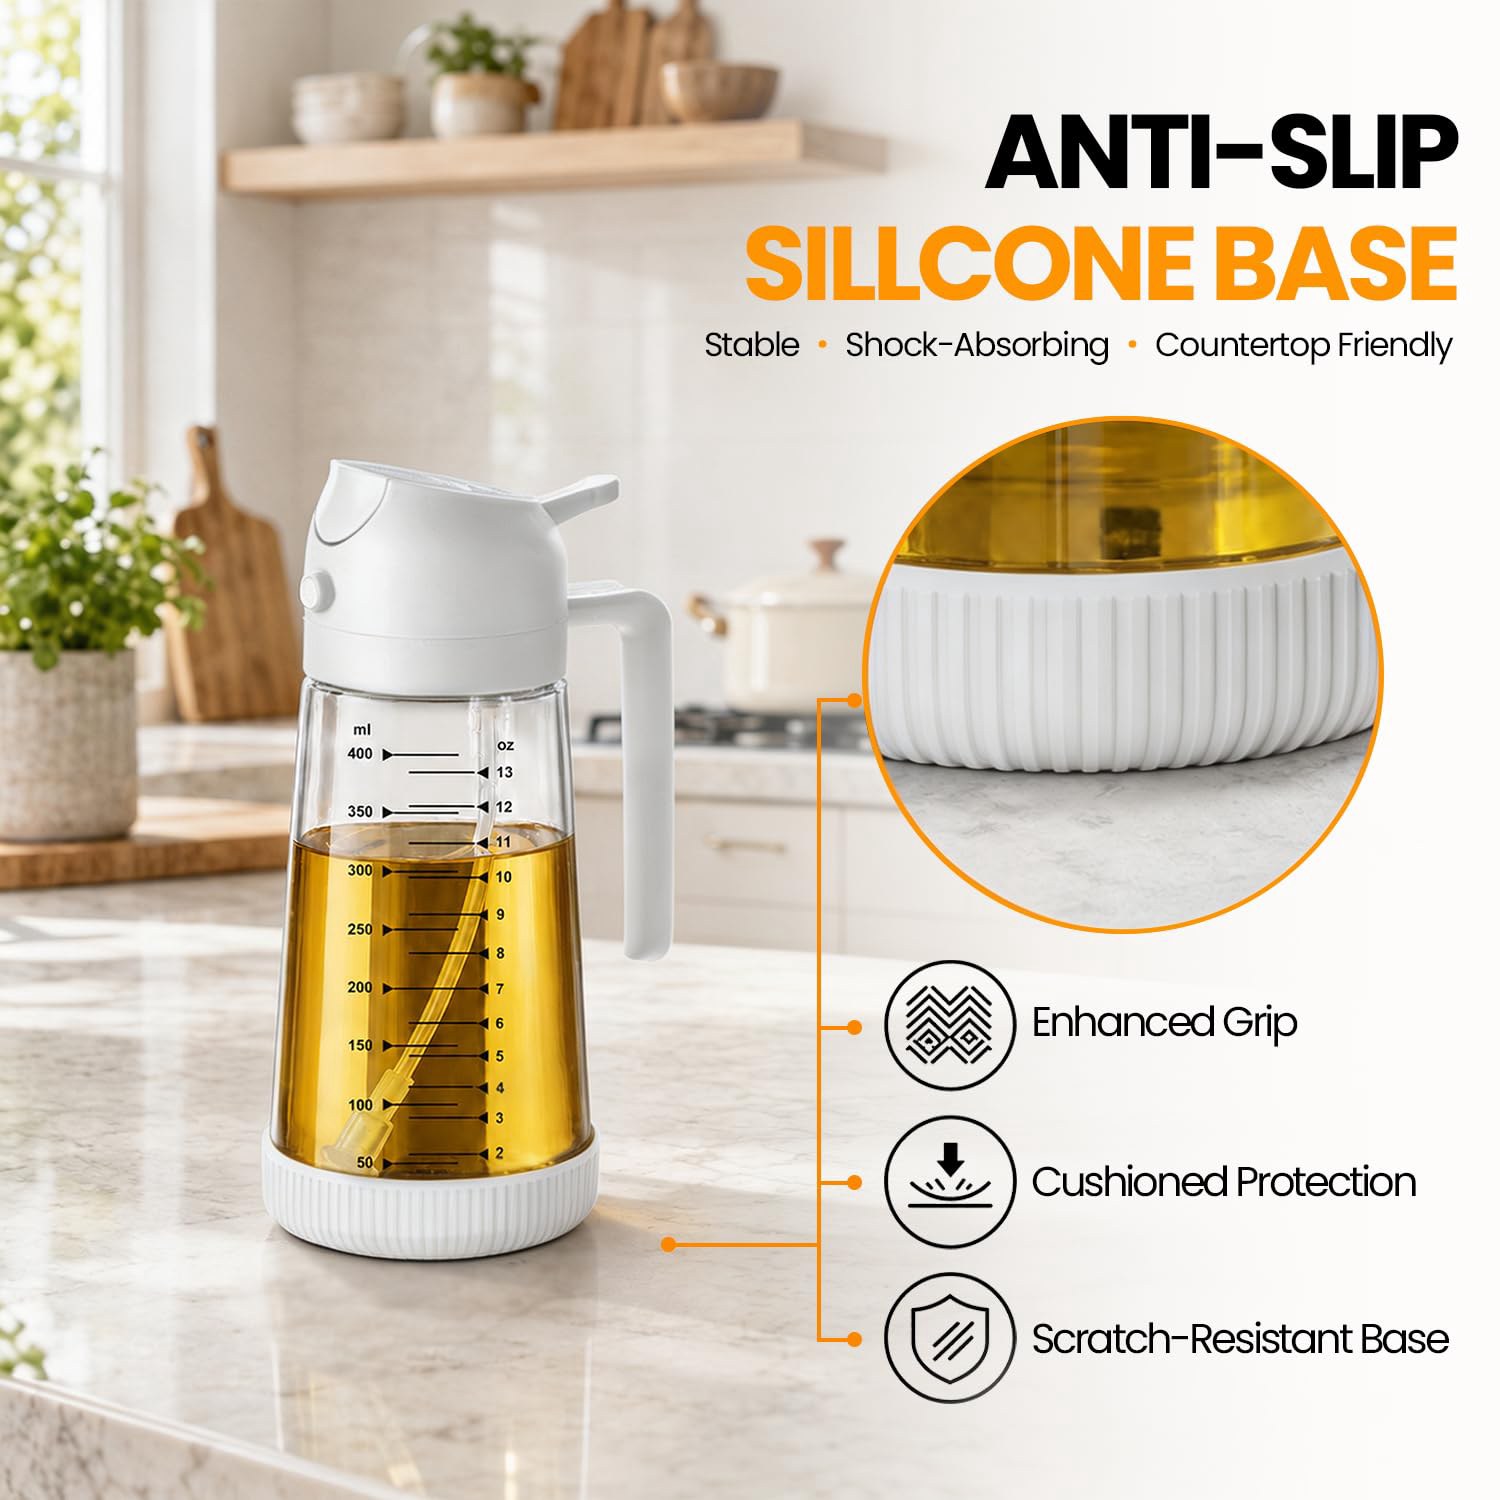 ANTI-SLIP
SILLCONE BASE
Stable • Shock-Absorbing • Countertop Friendly
ml
oz
400
13
12
350
11
300
10
9
250
8
200
7
6
150
5
4
100
3
2
50
Enhanced Grip
Cushioned Protection
Scratch-Resistant Base